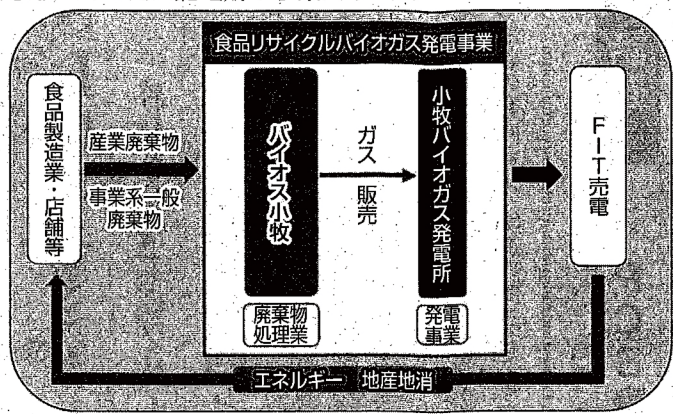 食品リサイクルバイオガス発電事業
食品製造業・店舗等
産業廃棄物
事業系一般
廃棄物
バイオス小牧
ガス
販売
小牧バイオガス発電所
FIT売電
廃棄物
処理業
発電
事業
エネルギー 地産地消